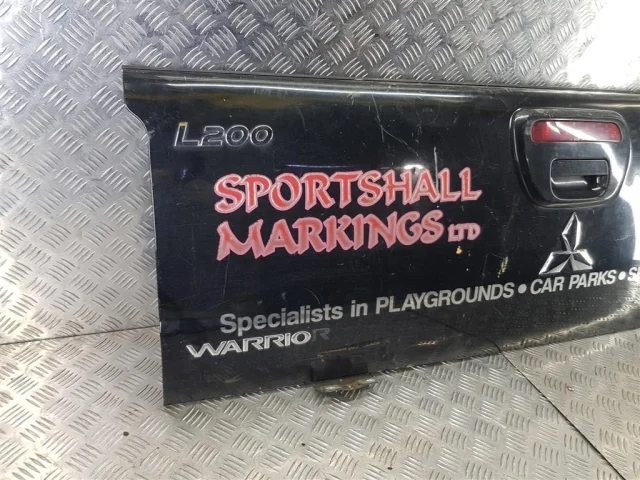 L200
SPORTSHALL
MARKINGS LTD
Specialists in PLAYGROUNDS • CAR PARKS •
WARRIOR